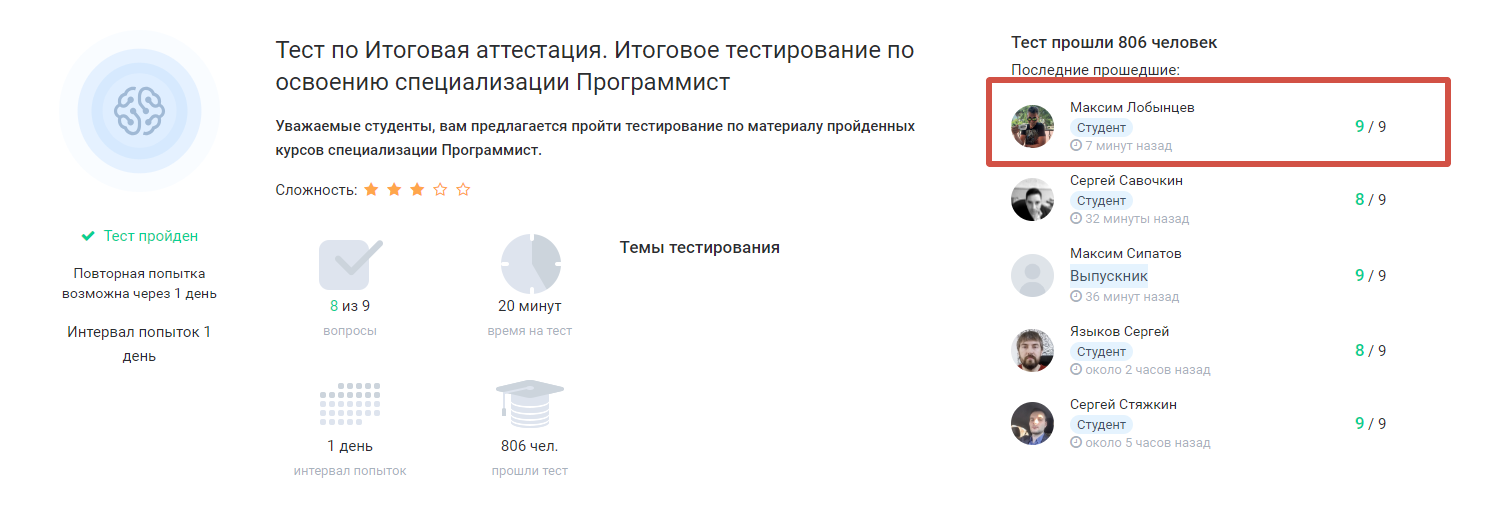 Тест пройден
Повторная попытка
возможна через 1 день
Интервал попыток 1
день
Тест по Итоговая аттестация. Итоговое тестирование по
освоению специализации Программист
Уважаемые студенты, вам предлагается пройти тестирование по материалу пройденных
курсов специализации Программист.
Сложность:
8 из 9
вопросы
20 минут
время на тест
1 день
интервал попыток
806 чел.
прошли тест
Темы тестирования
Тест прошли 806 человек
Последние прошедшие:
Максим Лобынцев
Студент
7 минут назад
9 / 9
Сергей Савочкин
Студент
32 минуты назад
8 / 9
Максим Сипатов
Выпускник
36 минут назад
9 / 9
Языков Сергей
Студент
около 2 часов назад
8 / 9
Сергей Стяжкин
Студент
около 5 часов назад
9 / 9